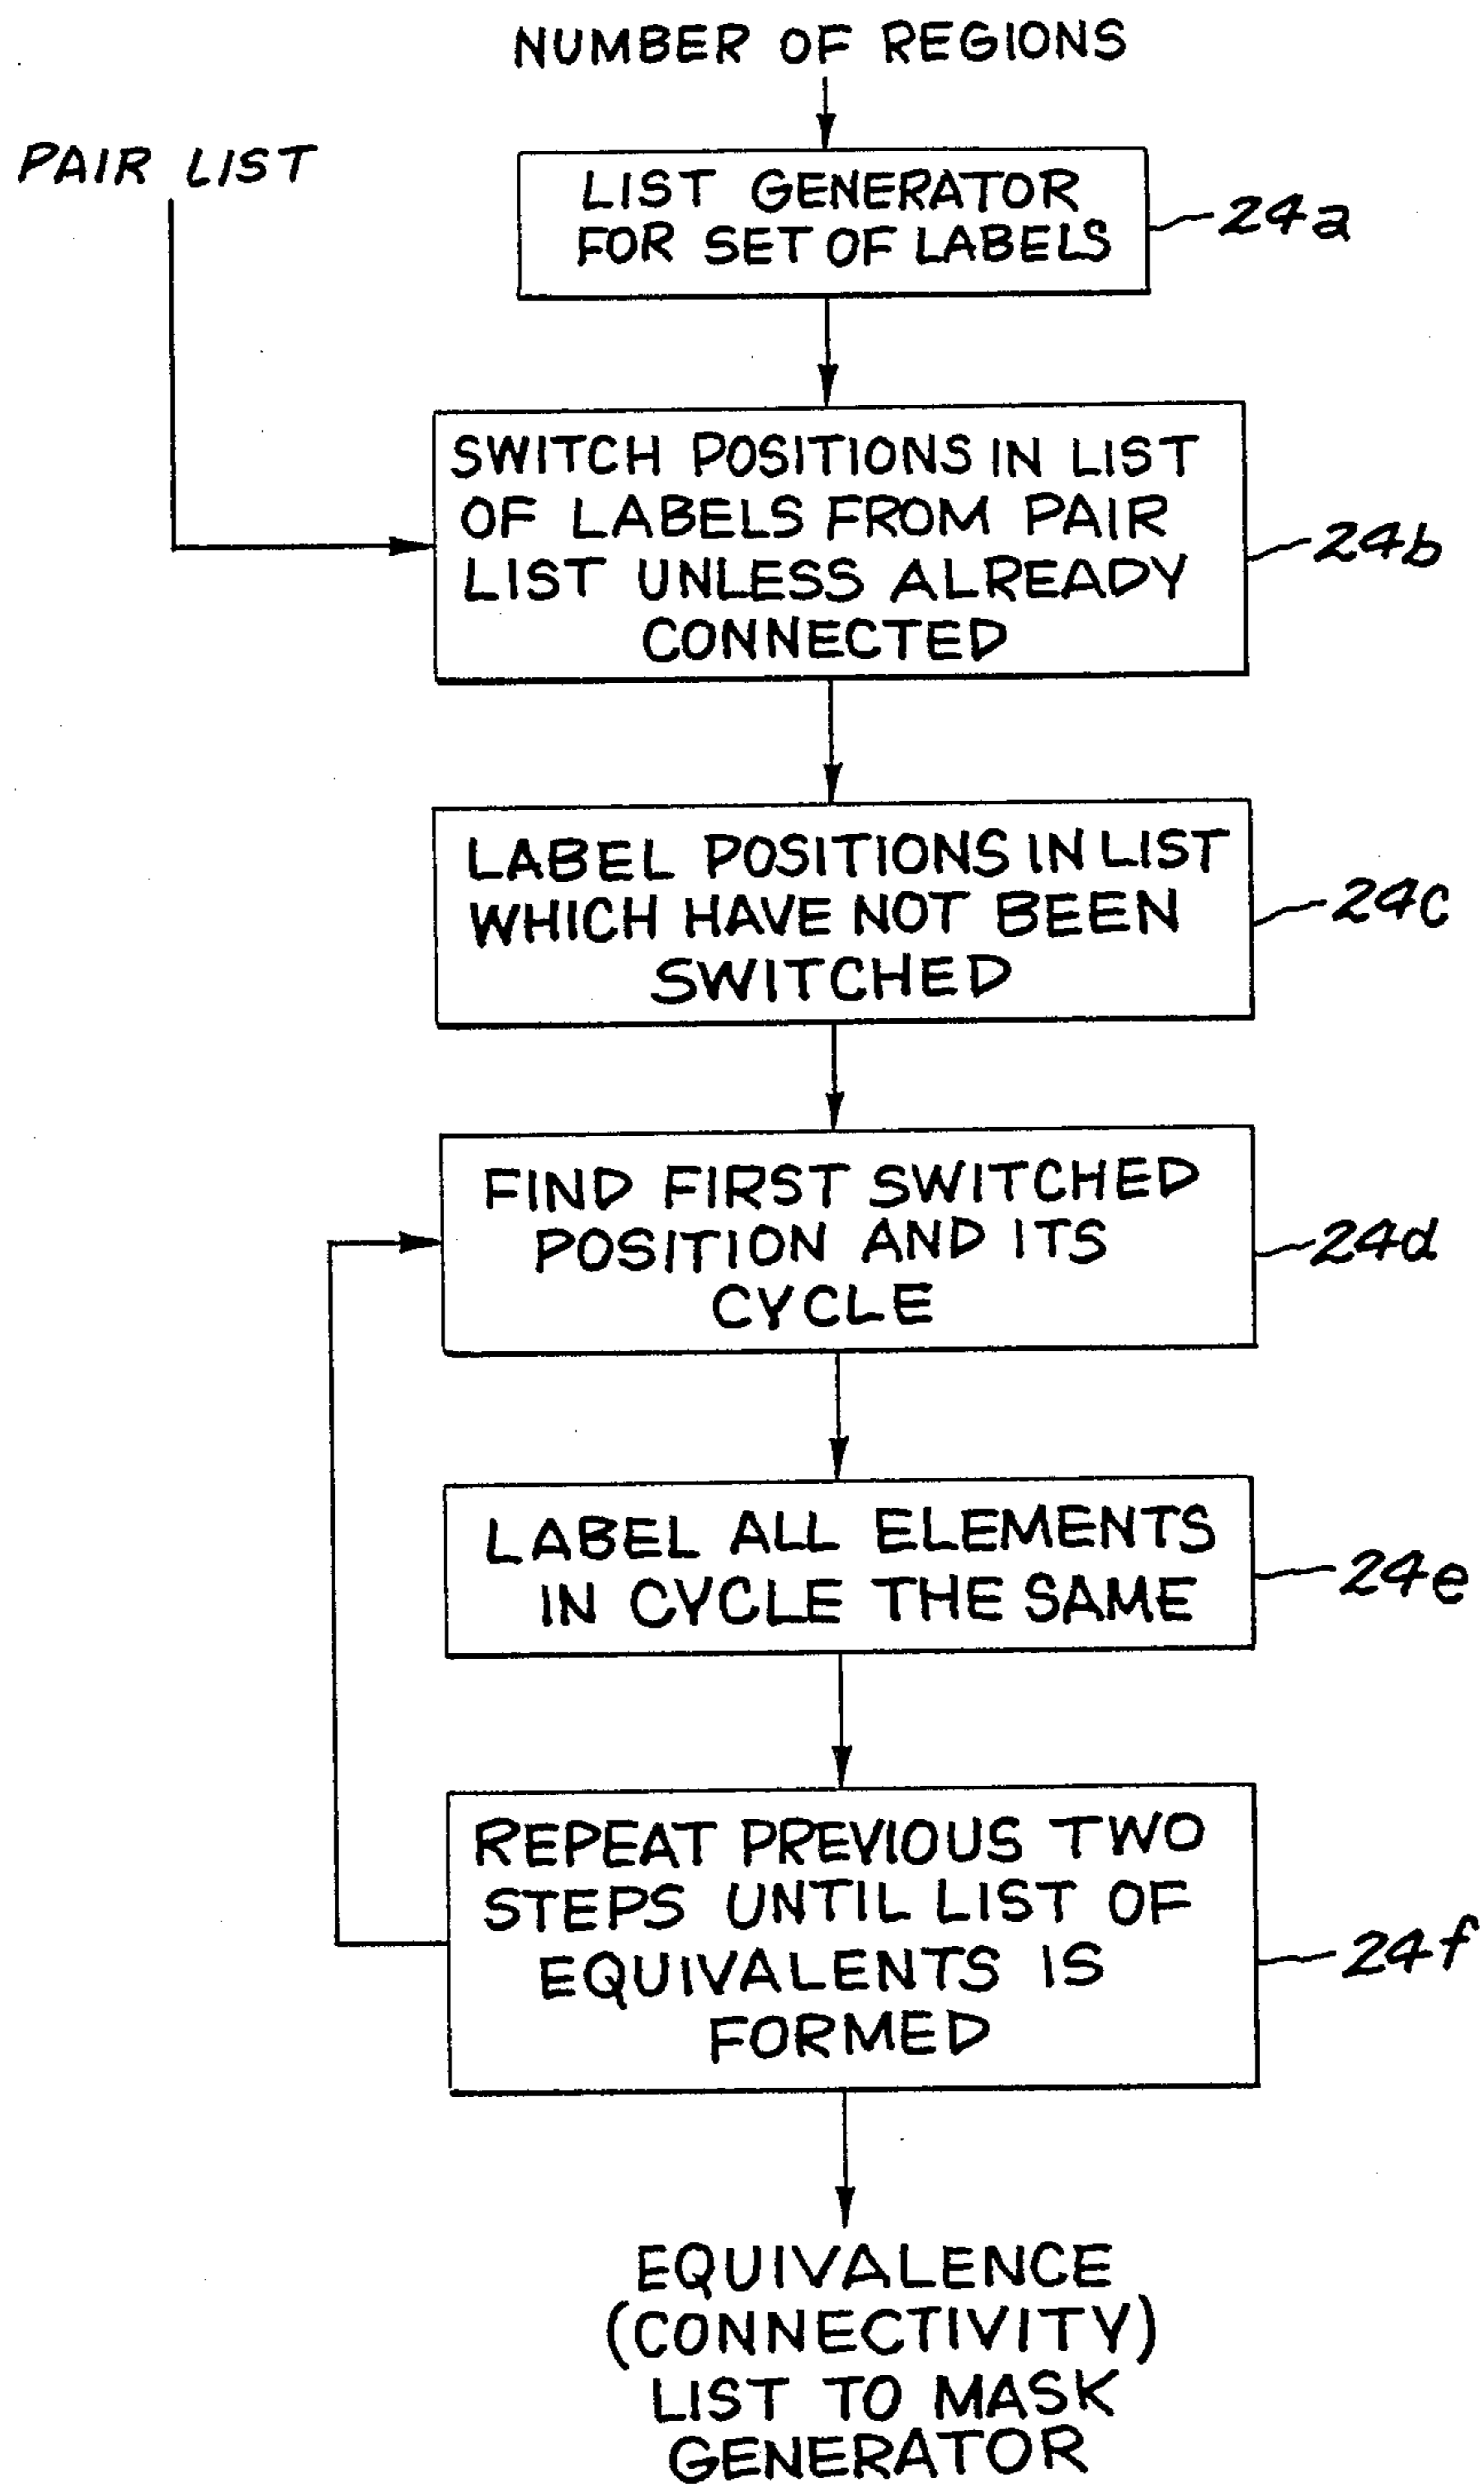 NUMBER OF REGIONS
PAIR LIST
LIST GENERATOR
FOR SET OF LABELS
24a
SWITCH POSITIONS IN LIST
OF LABELS FROM PAIR
LIST UNLESS ALREADY
CONNECTED
24b
LABEL POSITIONS IN LIST
WHICH HAVE NOT BEEN
SWITCHED
24c
FIND FIRST SWITCHED
POSITION AND ITS
CYCLE
24d
LABEL ALL ELEMENTS
IN CYCLE THE SAME
24e
REPEAT PREVIOUS TWO
STEPS UNTIL LIST OF
EQUIVALENTS IS
FORMED
24f
EQUIVALENCE
(CONNECTIVITY)
LIST TO MASK
GENERATOR